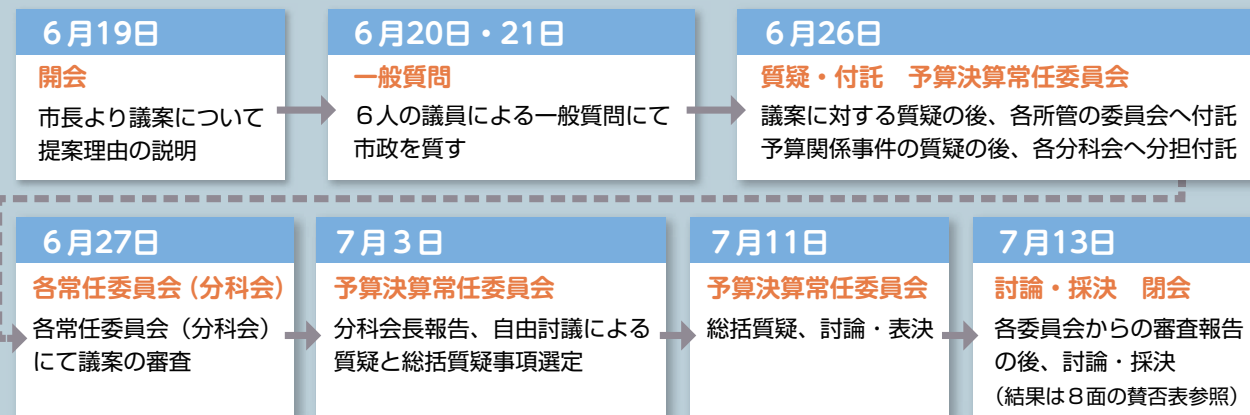 6月19日
開会
市長より議案について
提案理由の説明
6月20日・21日
一般質問
６人の議員による一般質問にて
市政を質す
6月26日
質疑・付託　予算決算常任委員会
議案に対する質疑の後、各所管の委員会へ付託
予算関係事件の質疑の後、各分科会へ分担付託
6月27日
各常任委員会（分科会）
各常任委員会（分科会）
にて議案の審査
７月３日
予算決算常任委員会
分科会長報告、自由討議による
質疑と総括質疑事項選定
７月11日
予算決算常任委員会
総括質疑、討論・表決
７月13日
討論・採決　閉会
各委員会からの審査報告
の後、討論・採決
（結果は８面の賛否表参照）